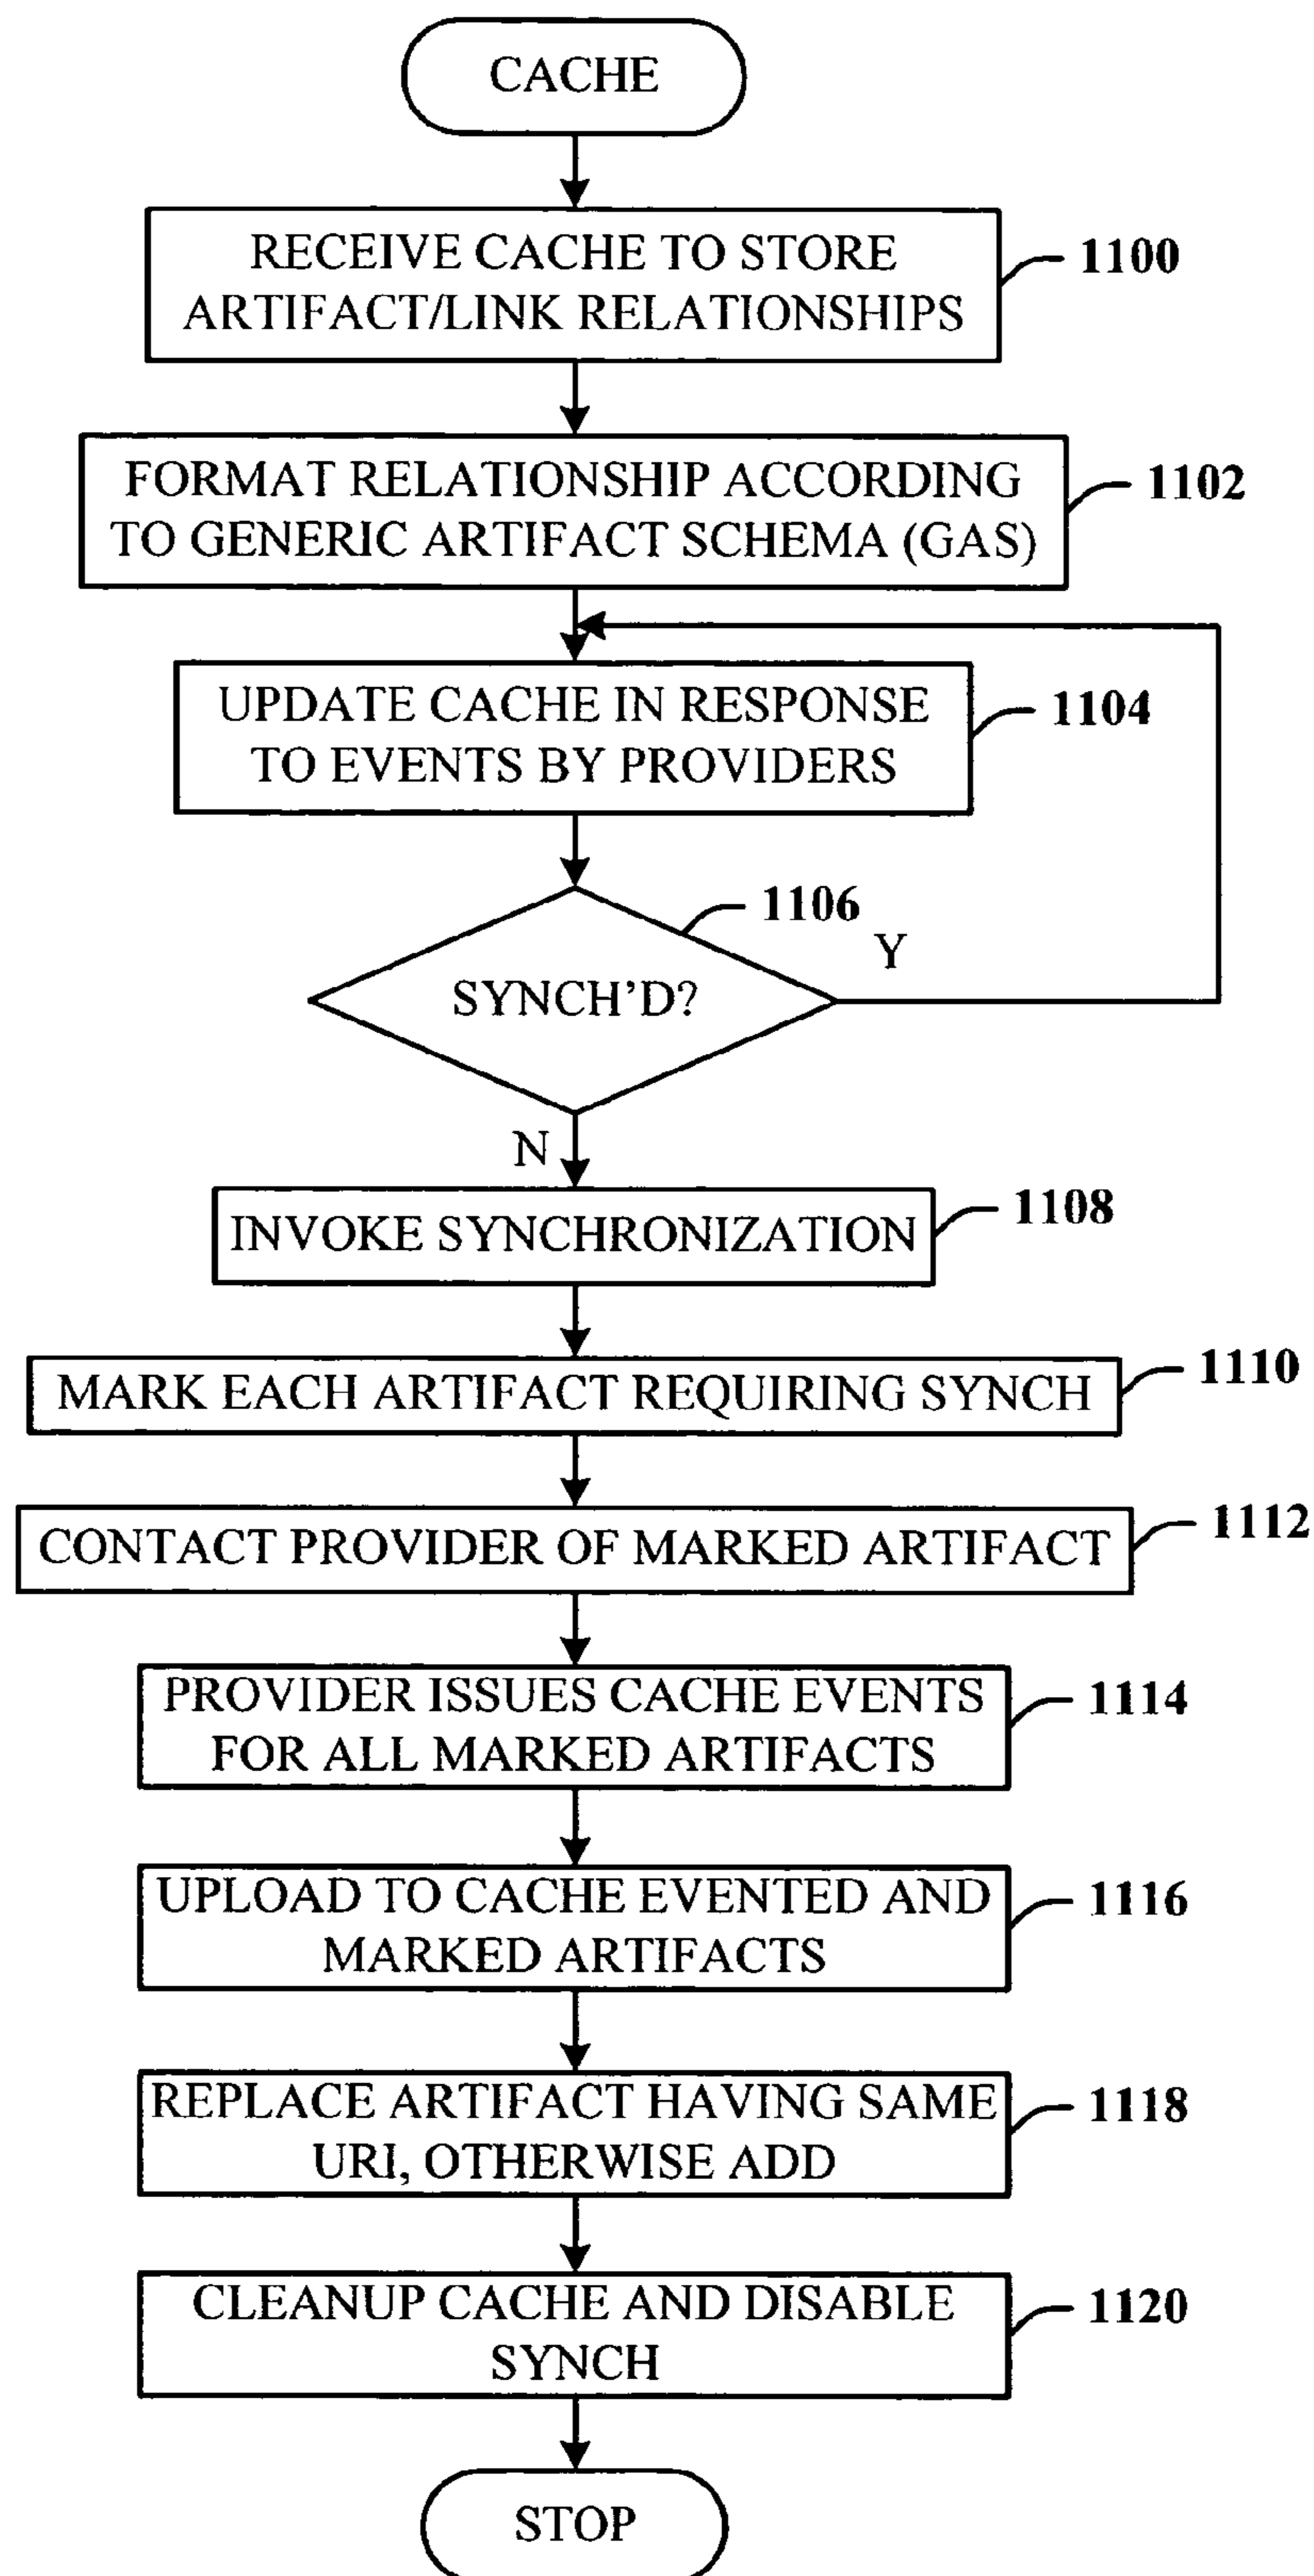 CACHE
RECEIVE CACHE TO STORE
ARTIFACT/LINK RELATIONSHIPS
1100
FORMAT RELATIONSHIP ACCORDING
TO GENERIC ARTIFACT SCHEMA (GAS)
1102
UPDATE CACHE IN RESPONSE
TO EVENTS BY PROVIDERS
1104
1106
Y
SYNCH'D?
N
INVOKE SYNCHRONIZATION
1108
MARK EACH ARTIFACT REQUIRING SYNCH
1110
CONTACT PROVIDER OF MARKED ARTIFACT
1112
PROVIDER ISSUES CACHE EVENTS
FOR ALL MARKED ARTIFACTS
1114
UPLOAD TO CACHE EVENTED AND
MARKED ARTIFACTS
1116
REPLACE ARTIFACT HAVING SAME
URI, OTHERWISE ADD
1118
CLEANUP CACHE AND DISABLE
SYNCH
1120
STOP